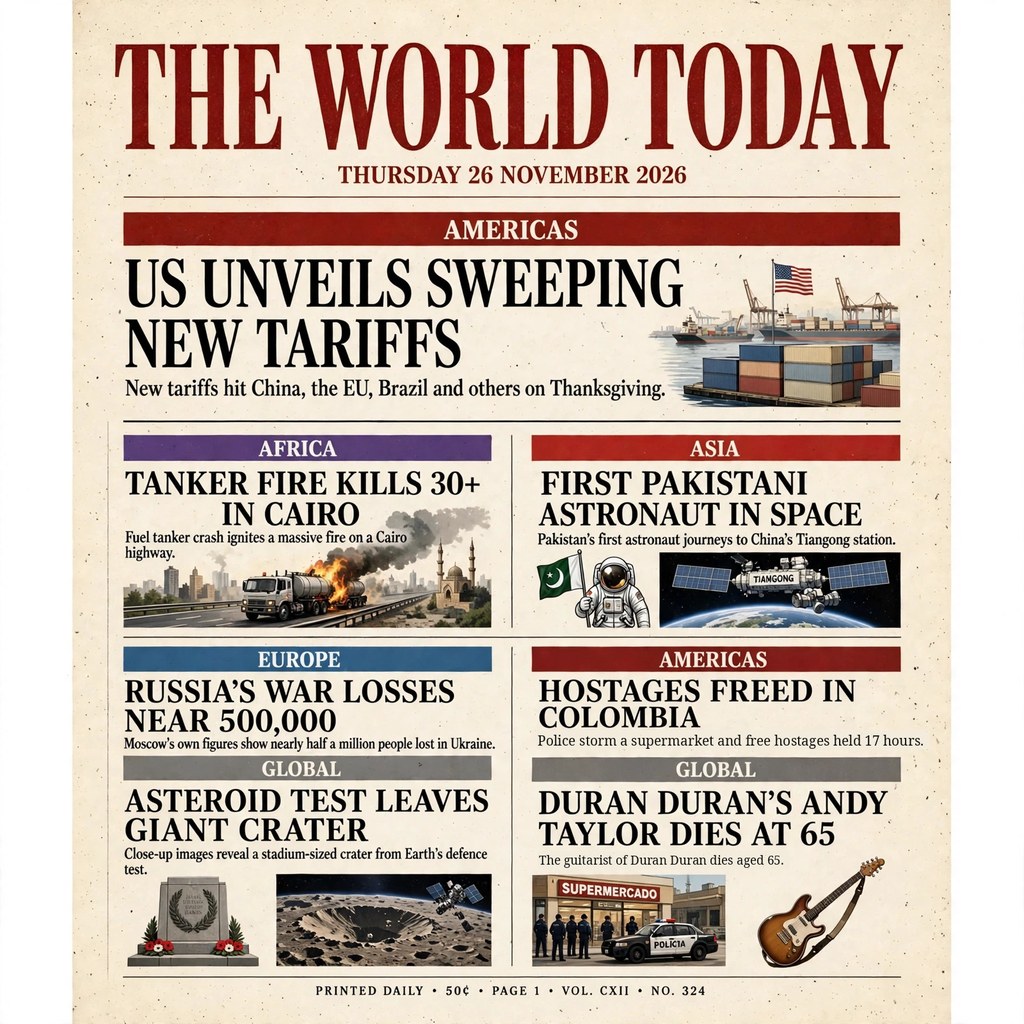 THE WORLD TODAY
THURSDAY 26 NOVEMBER 2026
AMERICAS
US UNVEILS SWEEPING
NEW TARIFFS
New tariffs hit China, the EU, Brazil and others on Thanksgiving.
AFRICA
TANKER FIRE KILLS 30+
IN CAIRO
Fuel tanker crash ignites a massive fire on a Cairo
highway.
ASIA
FIRST PAKISTANI
ASTRONAUT IN SPACE
Pakistan's first astronaut journeys to China's Tiangong station.
TIAMGONG
EUROPE
RUSSIA'S WAR LOSSES
NEAR 500,000
Moscow's own figures show nearly half a million people lost in Ukraine.
AMERICAS
HOSTAGES FREED IN
COLOMBIA
Police storm a supermarket and free hostages held 17 hours.
GLOBAL
ASTEROID TEST LEAVES
GIANT CRATER
Close-up images reveal a stadium-sized crater from Earth's defence
test.
GLOBAL
DURAN DURAN'S ANDY
TAYLOR DIES AT 65
The guitarist of Duran Duran dies aged 65.
SUPERMERCADO
POLICIA
PRINTED DAILY • 50¢ • PAGE 1 • VOL. CXII • NO. 324